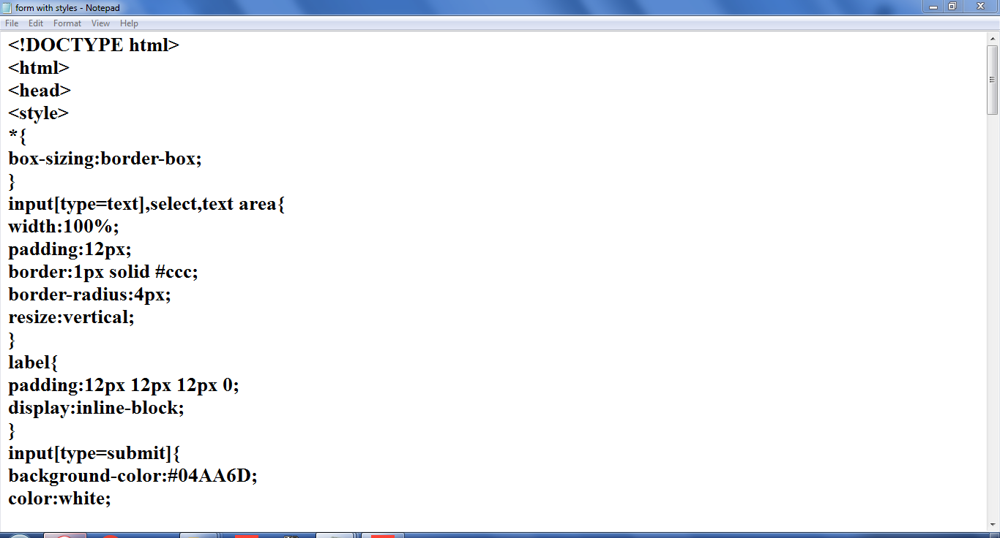 form with styles - Notepad
File Edit Format View Help
<!DOCTYPE html>
<html>
<head>
<style>
*{
box-sizing:border-box;
}
input[type=text],select,text area{
width:100%;
padding:12px;
border:1px solid #ccc;
border-radius:4px;
resize:vertical;
}
label{
padding:12px 12px 12px 0;
display:inline-block;
}
input[type=submit]{
background-color:#04AA6D;
color:white;